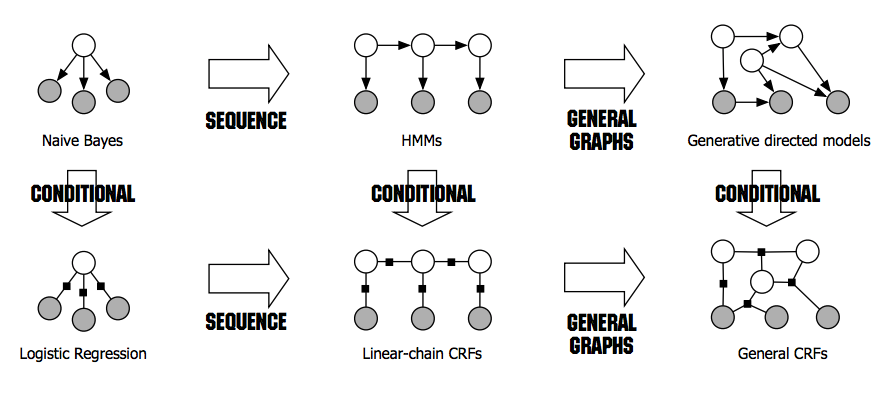 SEQUENCE
GENERAL
GRAPHS
Naive Bayes
HMMs
Generative directed models
CONDITIONAL
CONDITIONAL
CONDITIONAL
SEQUENCE
GENERAL
GRAPHS
Logistic Regression
Linear-chain CRFs
General CRFs